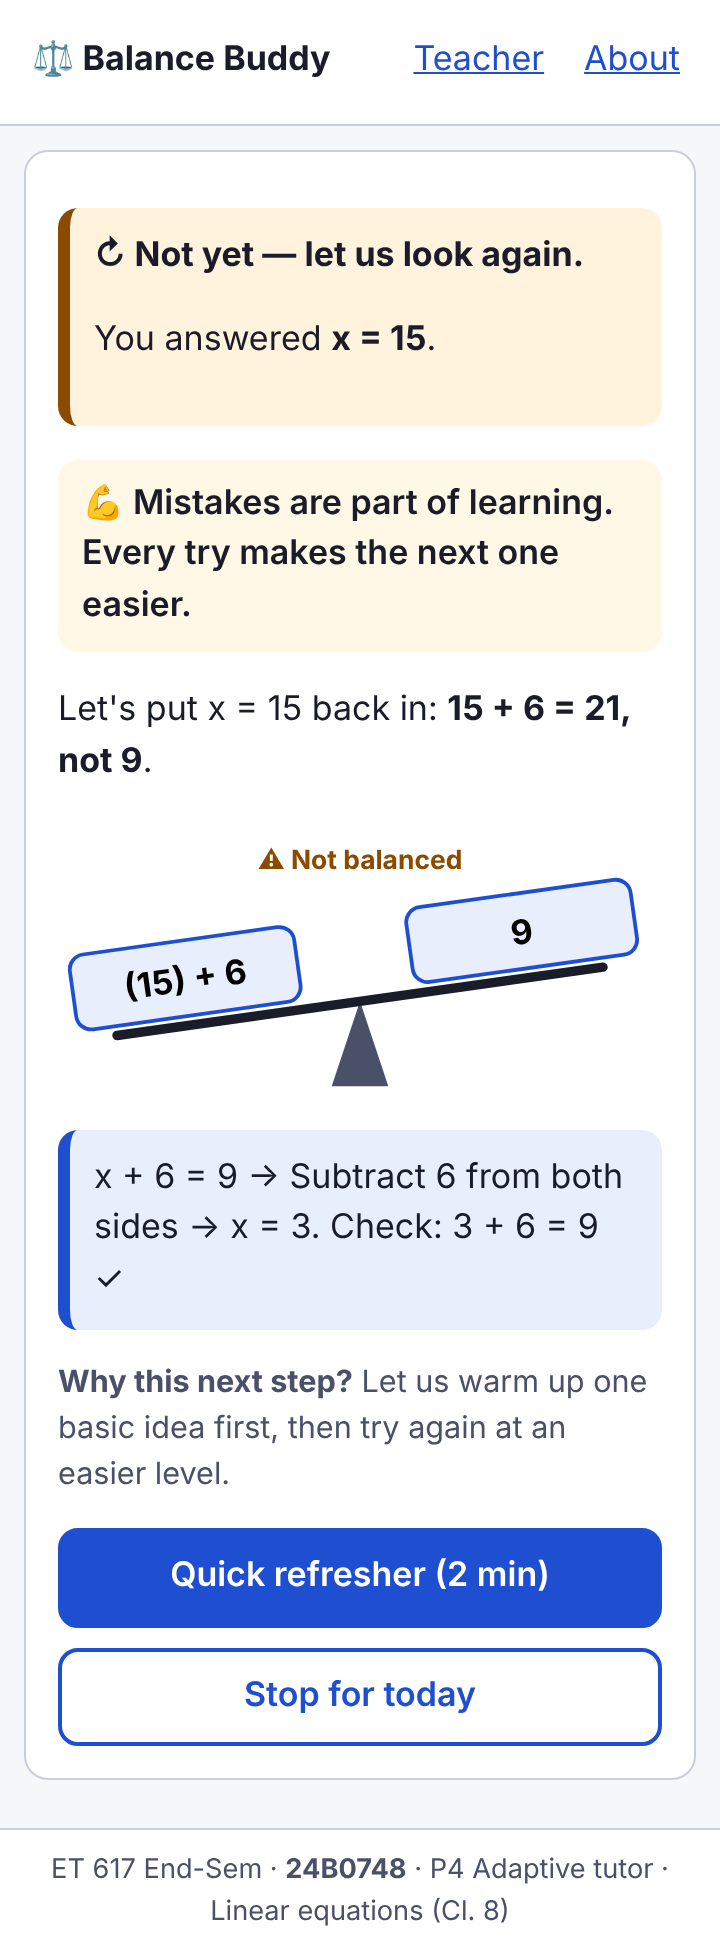 ⚖️ Balance Buddy Teacher About
↻ Not yet — let us look again.
You answered x = 15.
💪 Mistakes are part of learning.
Every try makes the next one
easier.
Let's put x = 15 back in: 15 + 6 = 21,
not 9.
⚠ Not balanced
(15) + 6
9
x + 6 = 9 → Subtract 6 from both
sides → x = 3. Check: 3 + 6 = 9
✓
Why this next step? Let us warm up one
basic idea first, then try again at an
easier level.
Quick refresher (2 min)
Stop for today
ET 617 End-Sem · 24B0748 · P4 Adaptive tutor ·
Linear equations (Cl. 8)